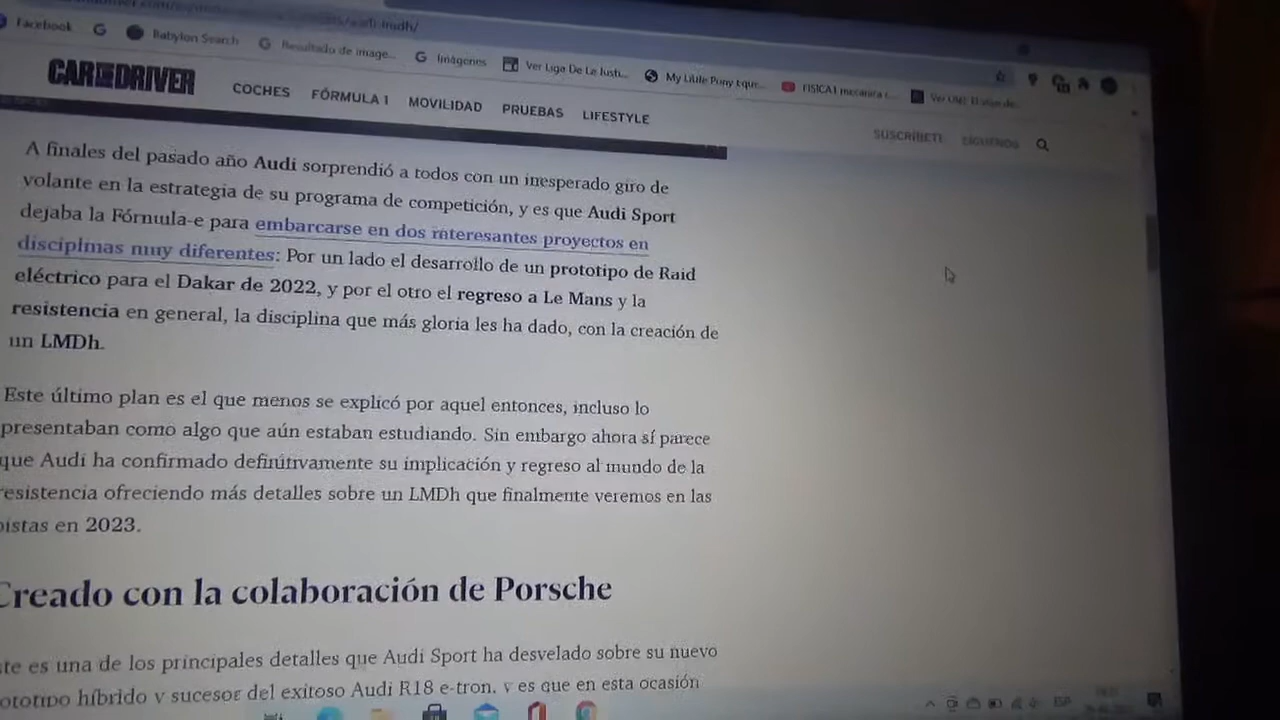 Facebook
Babylon Search
Resultado de image...
Imágenes
Ver Liga De La Justi...
My Little Pony Eque...
FISICA1 mecanica
CAR AND DRIVER
COCHES FÓRMULA 1 MOVILIDAD PRUEBAS LIFESTYLE
SUSCRÍBETE SÍGUENOS
A finales del pasado año Audi sorprendió a todos con un inesperado giro de
volante en la estrategia de su programa de competición, y es que Audi Sport
dejaba la Fórmula-e para embarcarse en dos interesantes proyectos en
disciplinas muy diferentes: Por un lado el desarrollo de un prototipo de Raid
eléctrico para el Dakar de 2022, y por el otro el regreso a Le Mans y la
resistencia en general, la disciplina que más gloria les ha dado, con la creación de
un LMDh.
Este último plan es el que menos se explicó por aquel entonces, incluso lo
presentaban como algo que aún estaban estudiando. Sin embargo ahora sí parece
que Audi ha confirmado definitivamente su implicación y regreso al mundo de la
resistencia ofreciendo más detalles sobre un LMDh que finalmente veremos en las
pistas en 2023.
Creado con la colaboración de Porsche
te es una de los principales detalles que Audi Sport ha desvelado sobre su nuevo
ototipo híbrido y sucesor del exitoso Audi R18 e-tron, y es que en esta ocasión
ESP